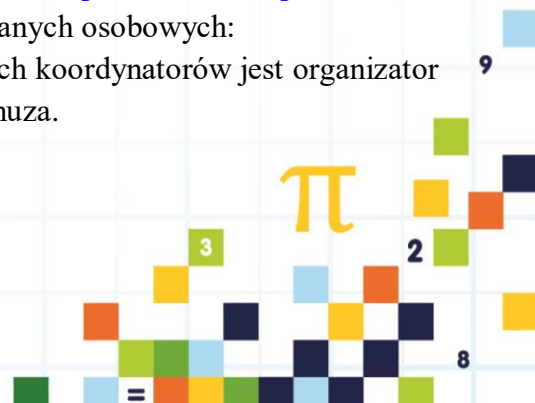 anych osobowych:
ch koordynatorów jest organizator
nuza.
9
π
3
2
8
=